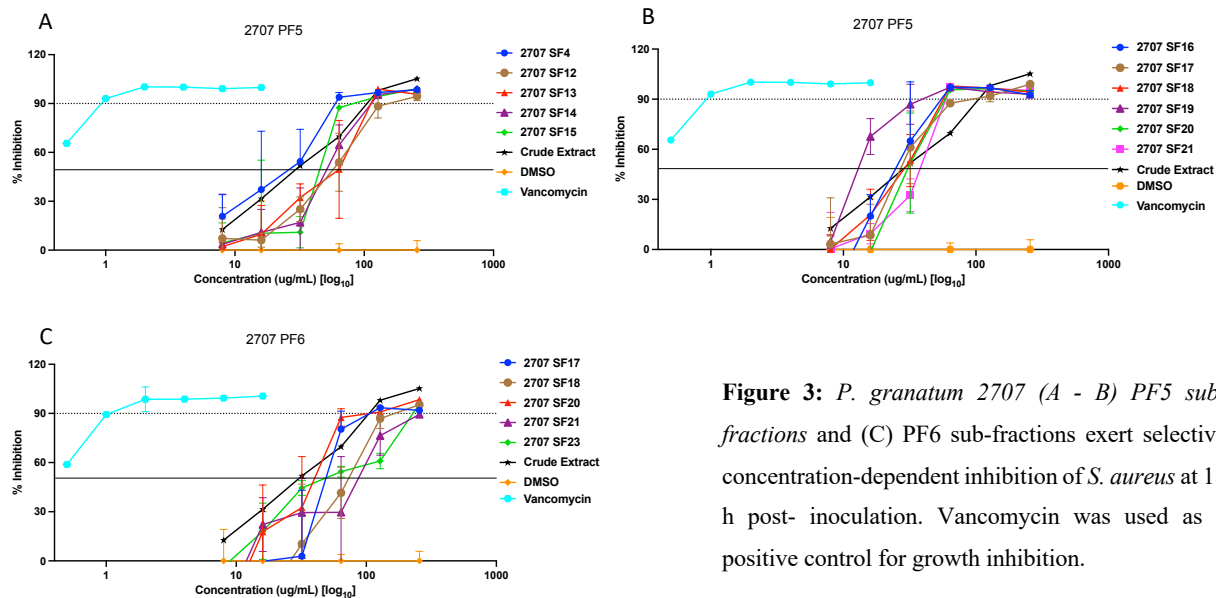 A
2707 PF5
120
90
60
30
0
% Inhibition
1
10
100
1000
Concentration (ug/mL) [log10]
2707 SF4
2707 SF12
2707 SF13
2707 SF14
2707 SF15
Crude Extract
DMSO
Vancomycin
B
2707 PF5
120
90
60
30
0
% Inhibition
1
10
100
1000
Concentration (ug/mL) [log10]
2707 SF16
2707 SF17
2707 SF18
2707 SF19
2707 SF20
2707 SF21
Crude Extract
DMSO
Vancomycin
C
2707 PF6
120
90
60
30
0
% Inhibition
1
10
100
1000
Concentration (ug/mL) [log10]
2707 SF17
2707 SF18
2707 SF20
2707 SF21
2707 SF23
Crude Extract
DMSO
Vancomycin
Figure 3: P. granatum 2707 (A - B) PF5 sub
fractions and (C) PF6 sub-fractions exert selectiv
concentration-dependent inhibition of S. aureus at 1
h post- inoculation. Vancomycin was used as
positive control for growth inhibition.